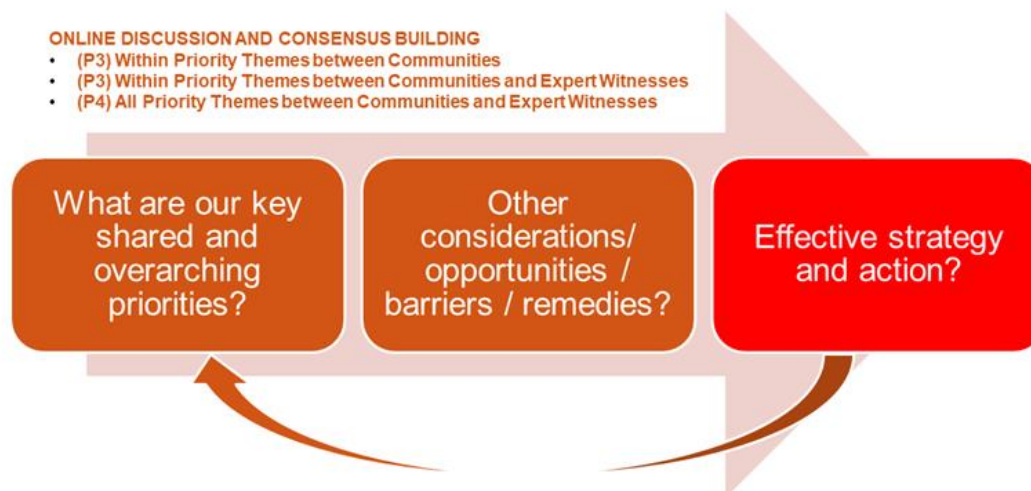 ONLINE DISCUSSION AND CONSENSUS BUILDING
• (P3) Within Priority Themes between Communities
• (P3) Within Priority Themes between Communities and Expert Witnesses
• (P4) All Priority Themes between Communities and Expert Witnesses
What are our key
shared and
overarching
priorities?
Other
considerations/
opportunities /
barriers / remedies?
Effective strategy
and action?